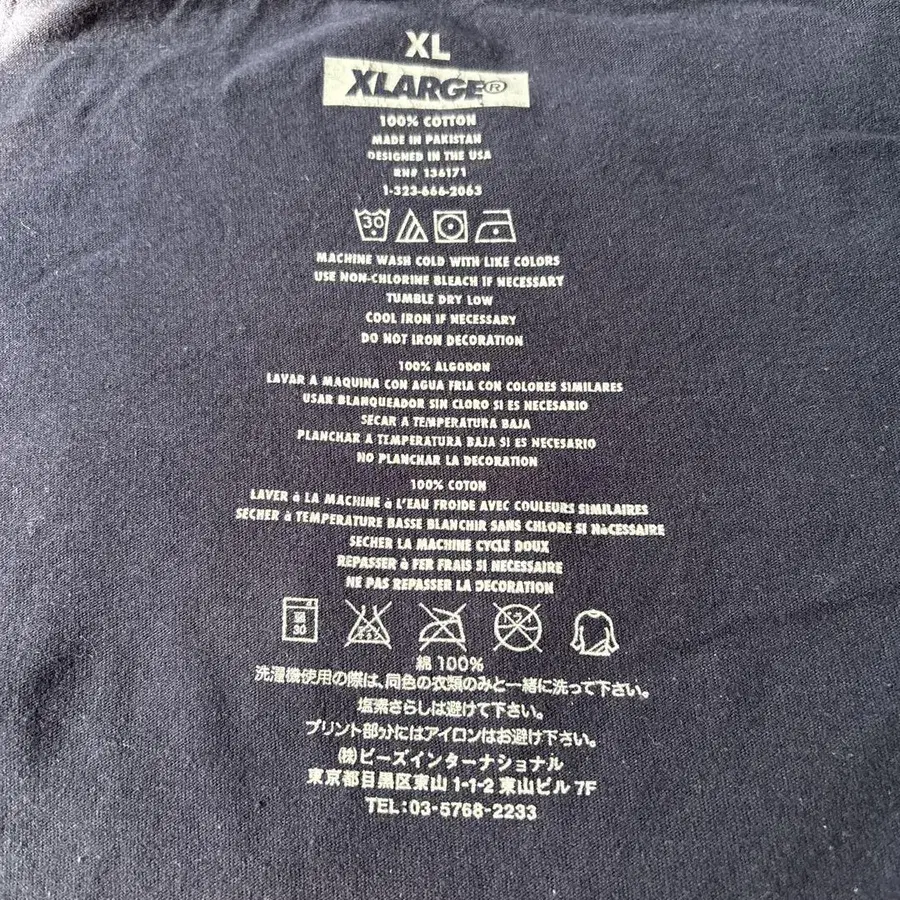 XL
XLARGE®
100% COTTON
MADE IN PAKISTAN
DESIGNED IN THE USA
RN# 136171
1-323-666-2063
30
MACHINE WASH COLD WITH LIKE COLORS
USE NON-CHLORINE BLEACH IF NECESSARY
TUMBLE DRY LOW
COOL IRON IF NECESSARY
DO NOT IRON DECORATION
100% ALGODON
LAVAR A MAQUINA CON AGUA FRIA CON COLORES SIMILARES
USAR BLANQUEADOR SIN CLORO SI ES NECESARIO
SECAR A TEMPERATURA BAJA
PLANCHAR A TEMPERATURA BAJA SI ES NECESARIO
NO PLANCHAR LA DECORATION
100% COTON
LAVER à LA MACHINE à L'EAU FROIDE AVEC COULEURS SIMILAIRES
SECHER à TEMPERATURE BASSE BLANCHIR SANS CHLORE SI NèCESSAIRE
SECHER LA MACHINE CYCLE DOUX
REPASSER à FER FRAIS SI NECESSAIRE
NE PAS REPASSER LA DECORATION
弱 30 エンソ ドライ
綿 100%
洗濯機使用の際は、同色の衣類のみと一緒に洗って下さい。
塩素さらしは避けて下さい。
プリント部分にはアイロンはお避け下さい。
(株)ビーズインターナショナル
東京都目黒区東山 1-1-2 東山ビル 7F
TEL:03-5768-2233